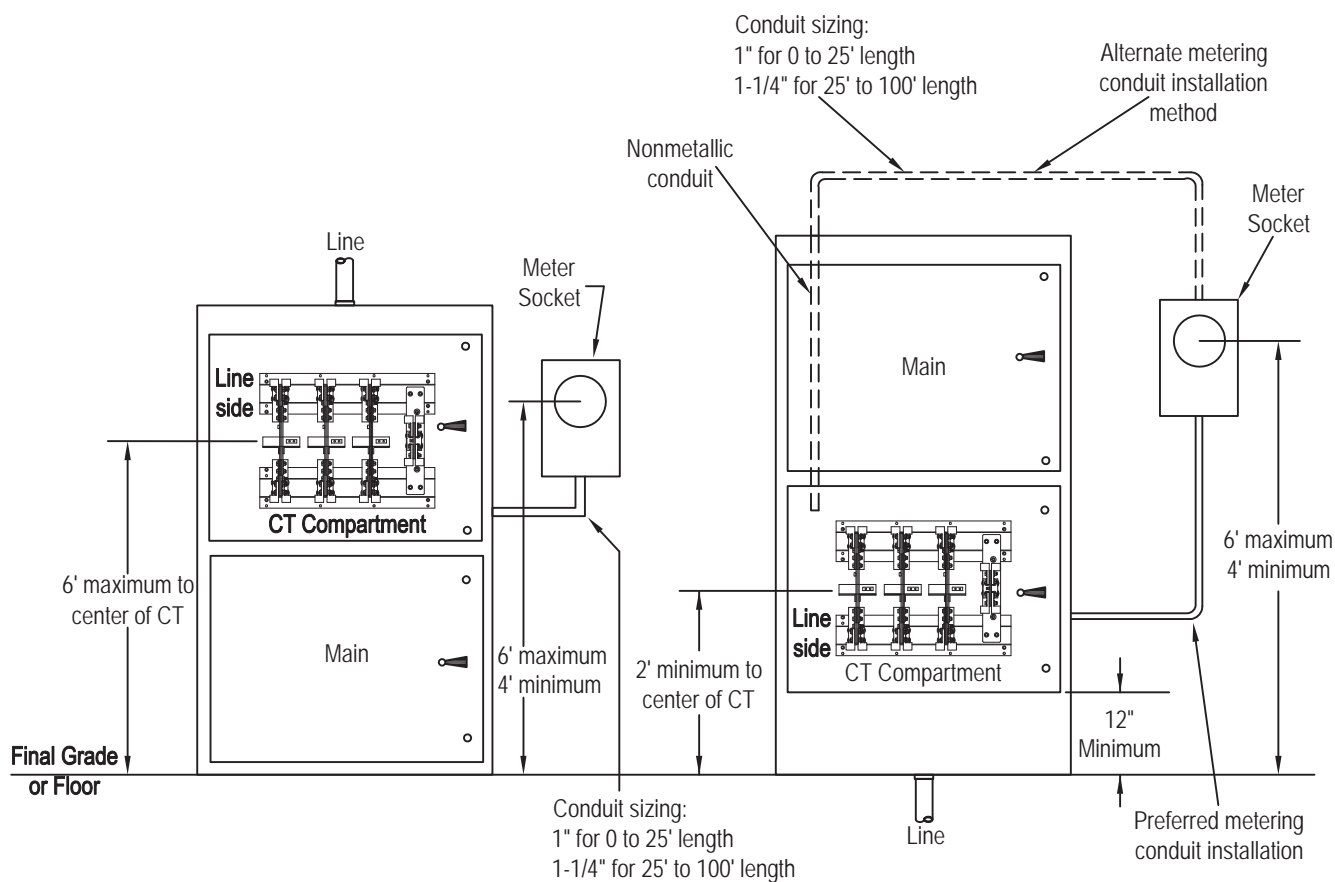 Conduit sizing:
1" for 0 to 25' length
1-1/4" for 25' to 100' length
Alternate metering
conduit installation
method
Nonmetallic
conduit
Meter
Socket
Line
Meter
Socket
Line
side
CT Compartment
Main
6' maximum to
center of CT
6' maximum
4' minimum
Main
Line
side
CT Compartment
2' minimum to
center of CT
6' maximum
4' minimum
12"
Minimum
Final Grade
or Floor
Conduit sizing:
1" for 0 to 25' length
1-1/4" for 25' to 100' length
Line
Preferred metering
conduit installation